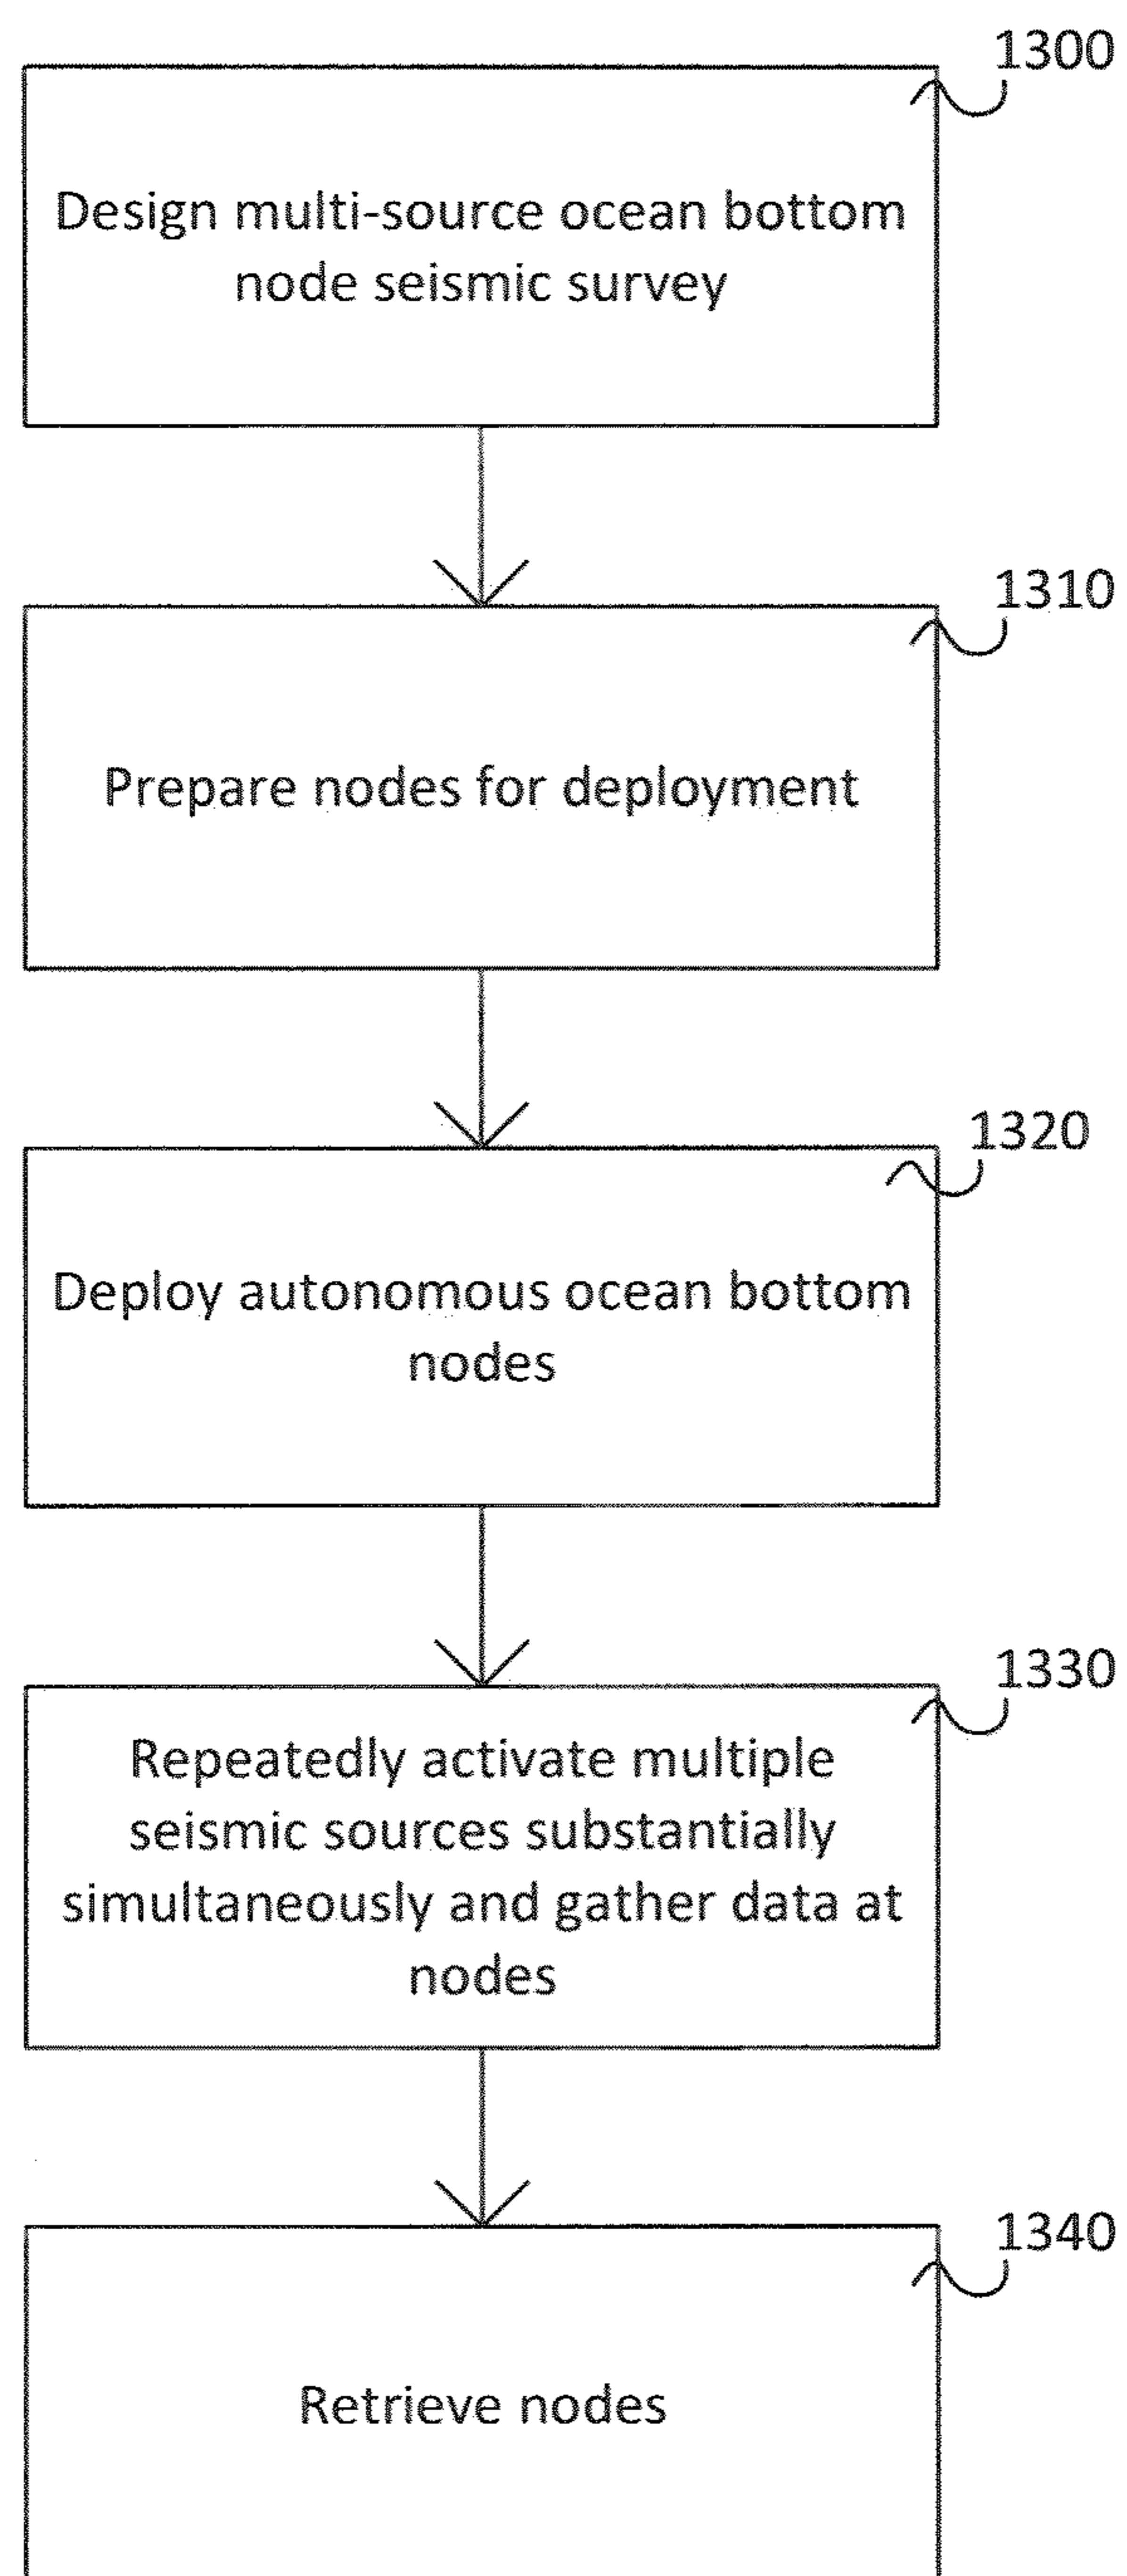 1300
Design multi-source ocean bottom
node seismic survey
1310
Prepare nodes for deployment
1320
Deploy autonomous ocean bottom
nodes
1330
Repeatedly activate multiple
seismic sources substantially
simultaneously and gather data at
nodes
1340
Retrieve nodes